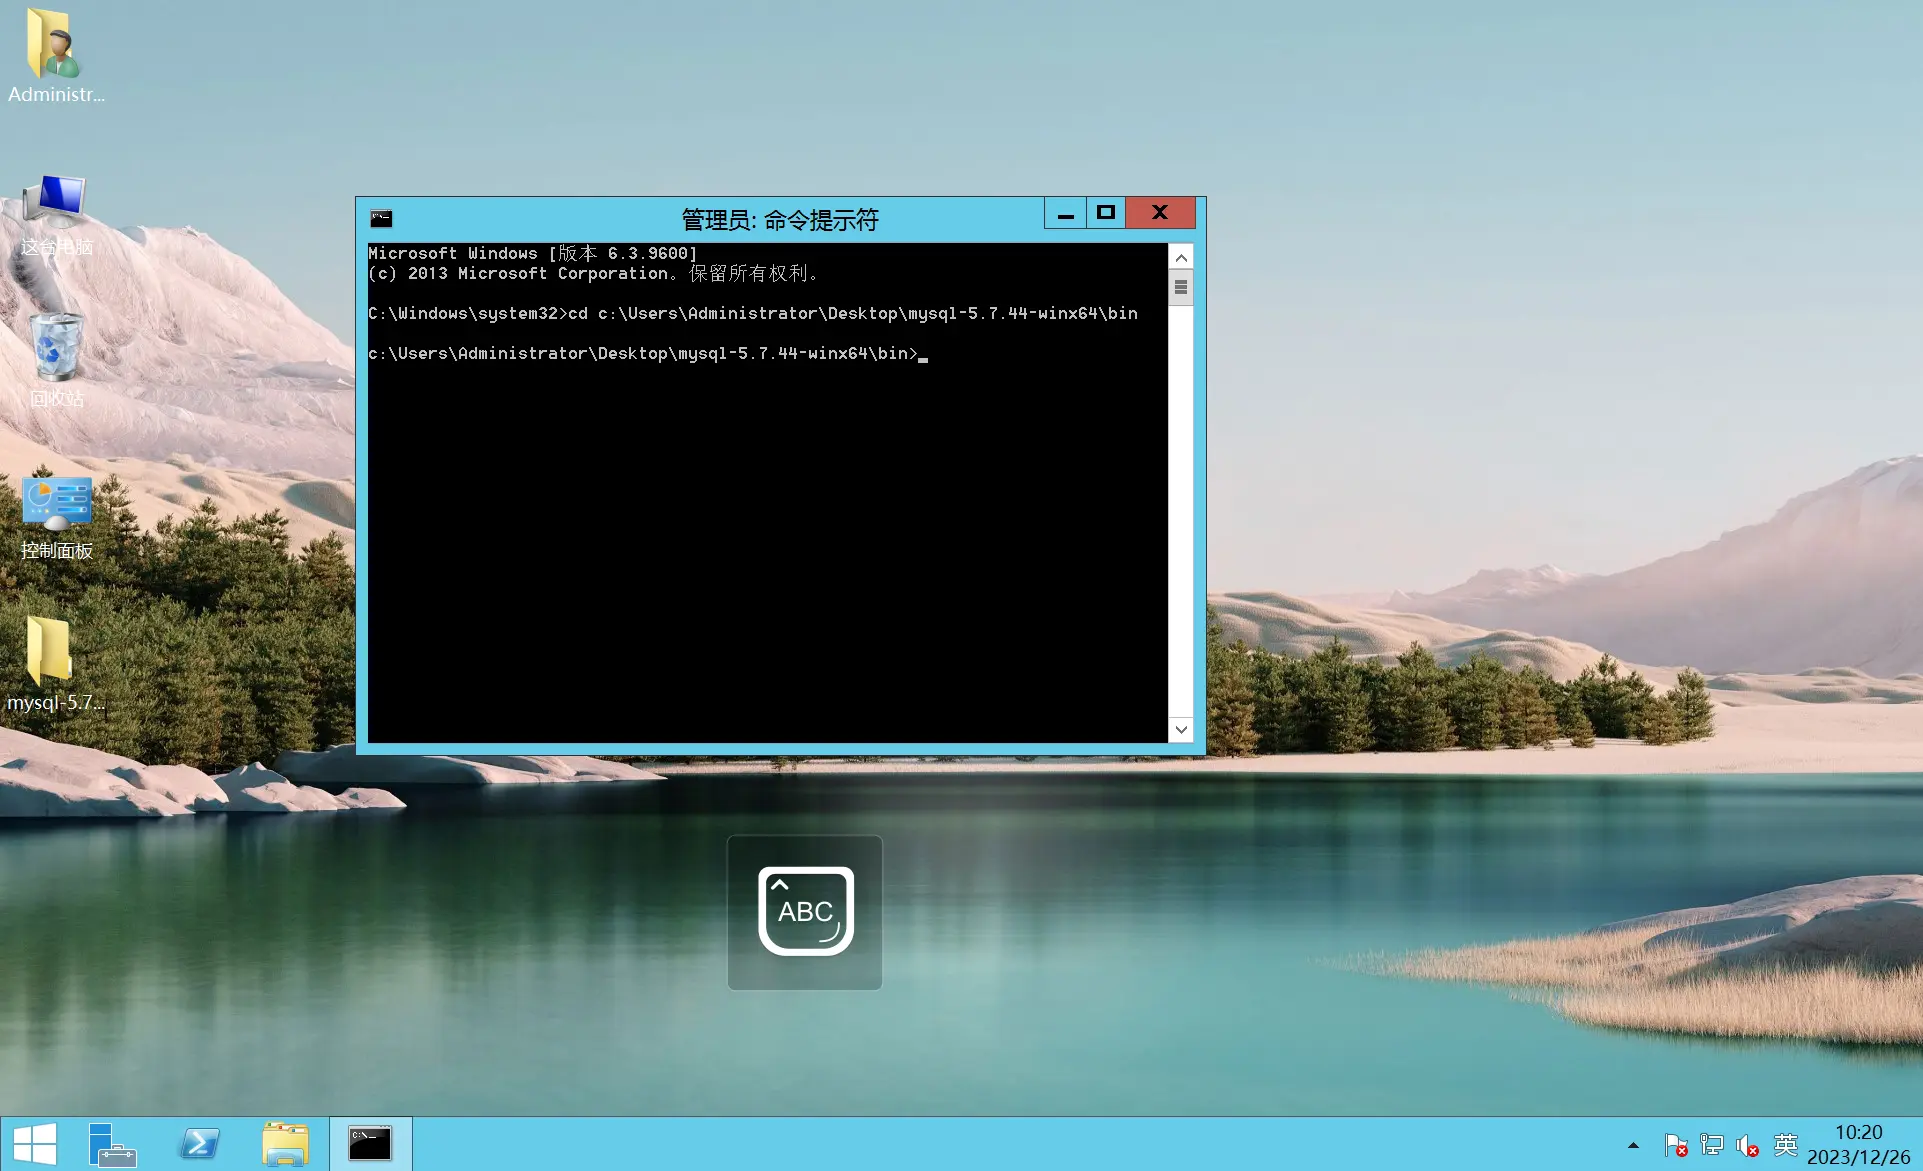 Administr...
这台电脑
回收站
控制面板
mysql-5.7...
管理员: 命令提示符
Microsoft Windows [版本 6.3.9600]
(c) 2013 Microsoft Corporation。保留所有权利。
C:\Windows\system32>cd c:\Users\Administrator\Desktop\mysql-5.7.44-winx64\bin
c:\Users\Administrator\Desktop\mysql-5.7.44-winx64\bin>
ABC
英
10:20
2023/12/26